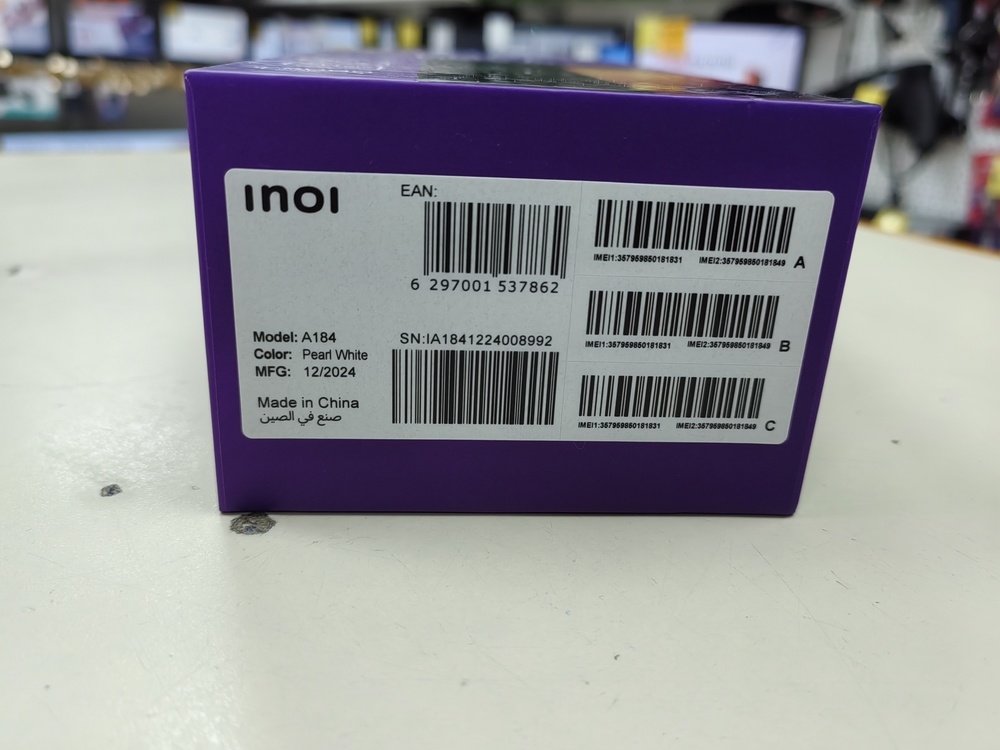 INOI
EAN:
6 297001 537862
Model: A184
Color: Pearl White
MFG: 12/2024
Made in China
صنع في الصين
SN:IA1841224008992
IMEI1:357959850181831 IMEI2:357959850181849 A
IMEI1:357959850181831 IMEI2:357959850181849 B
IMEI1:357959850181831 IMEI2:357959850181849 C